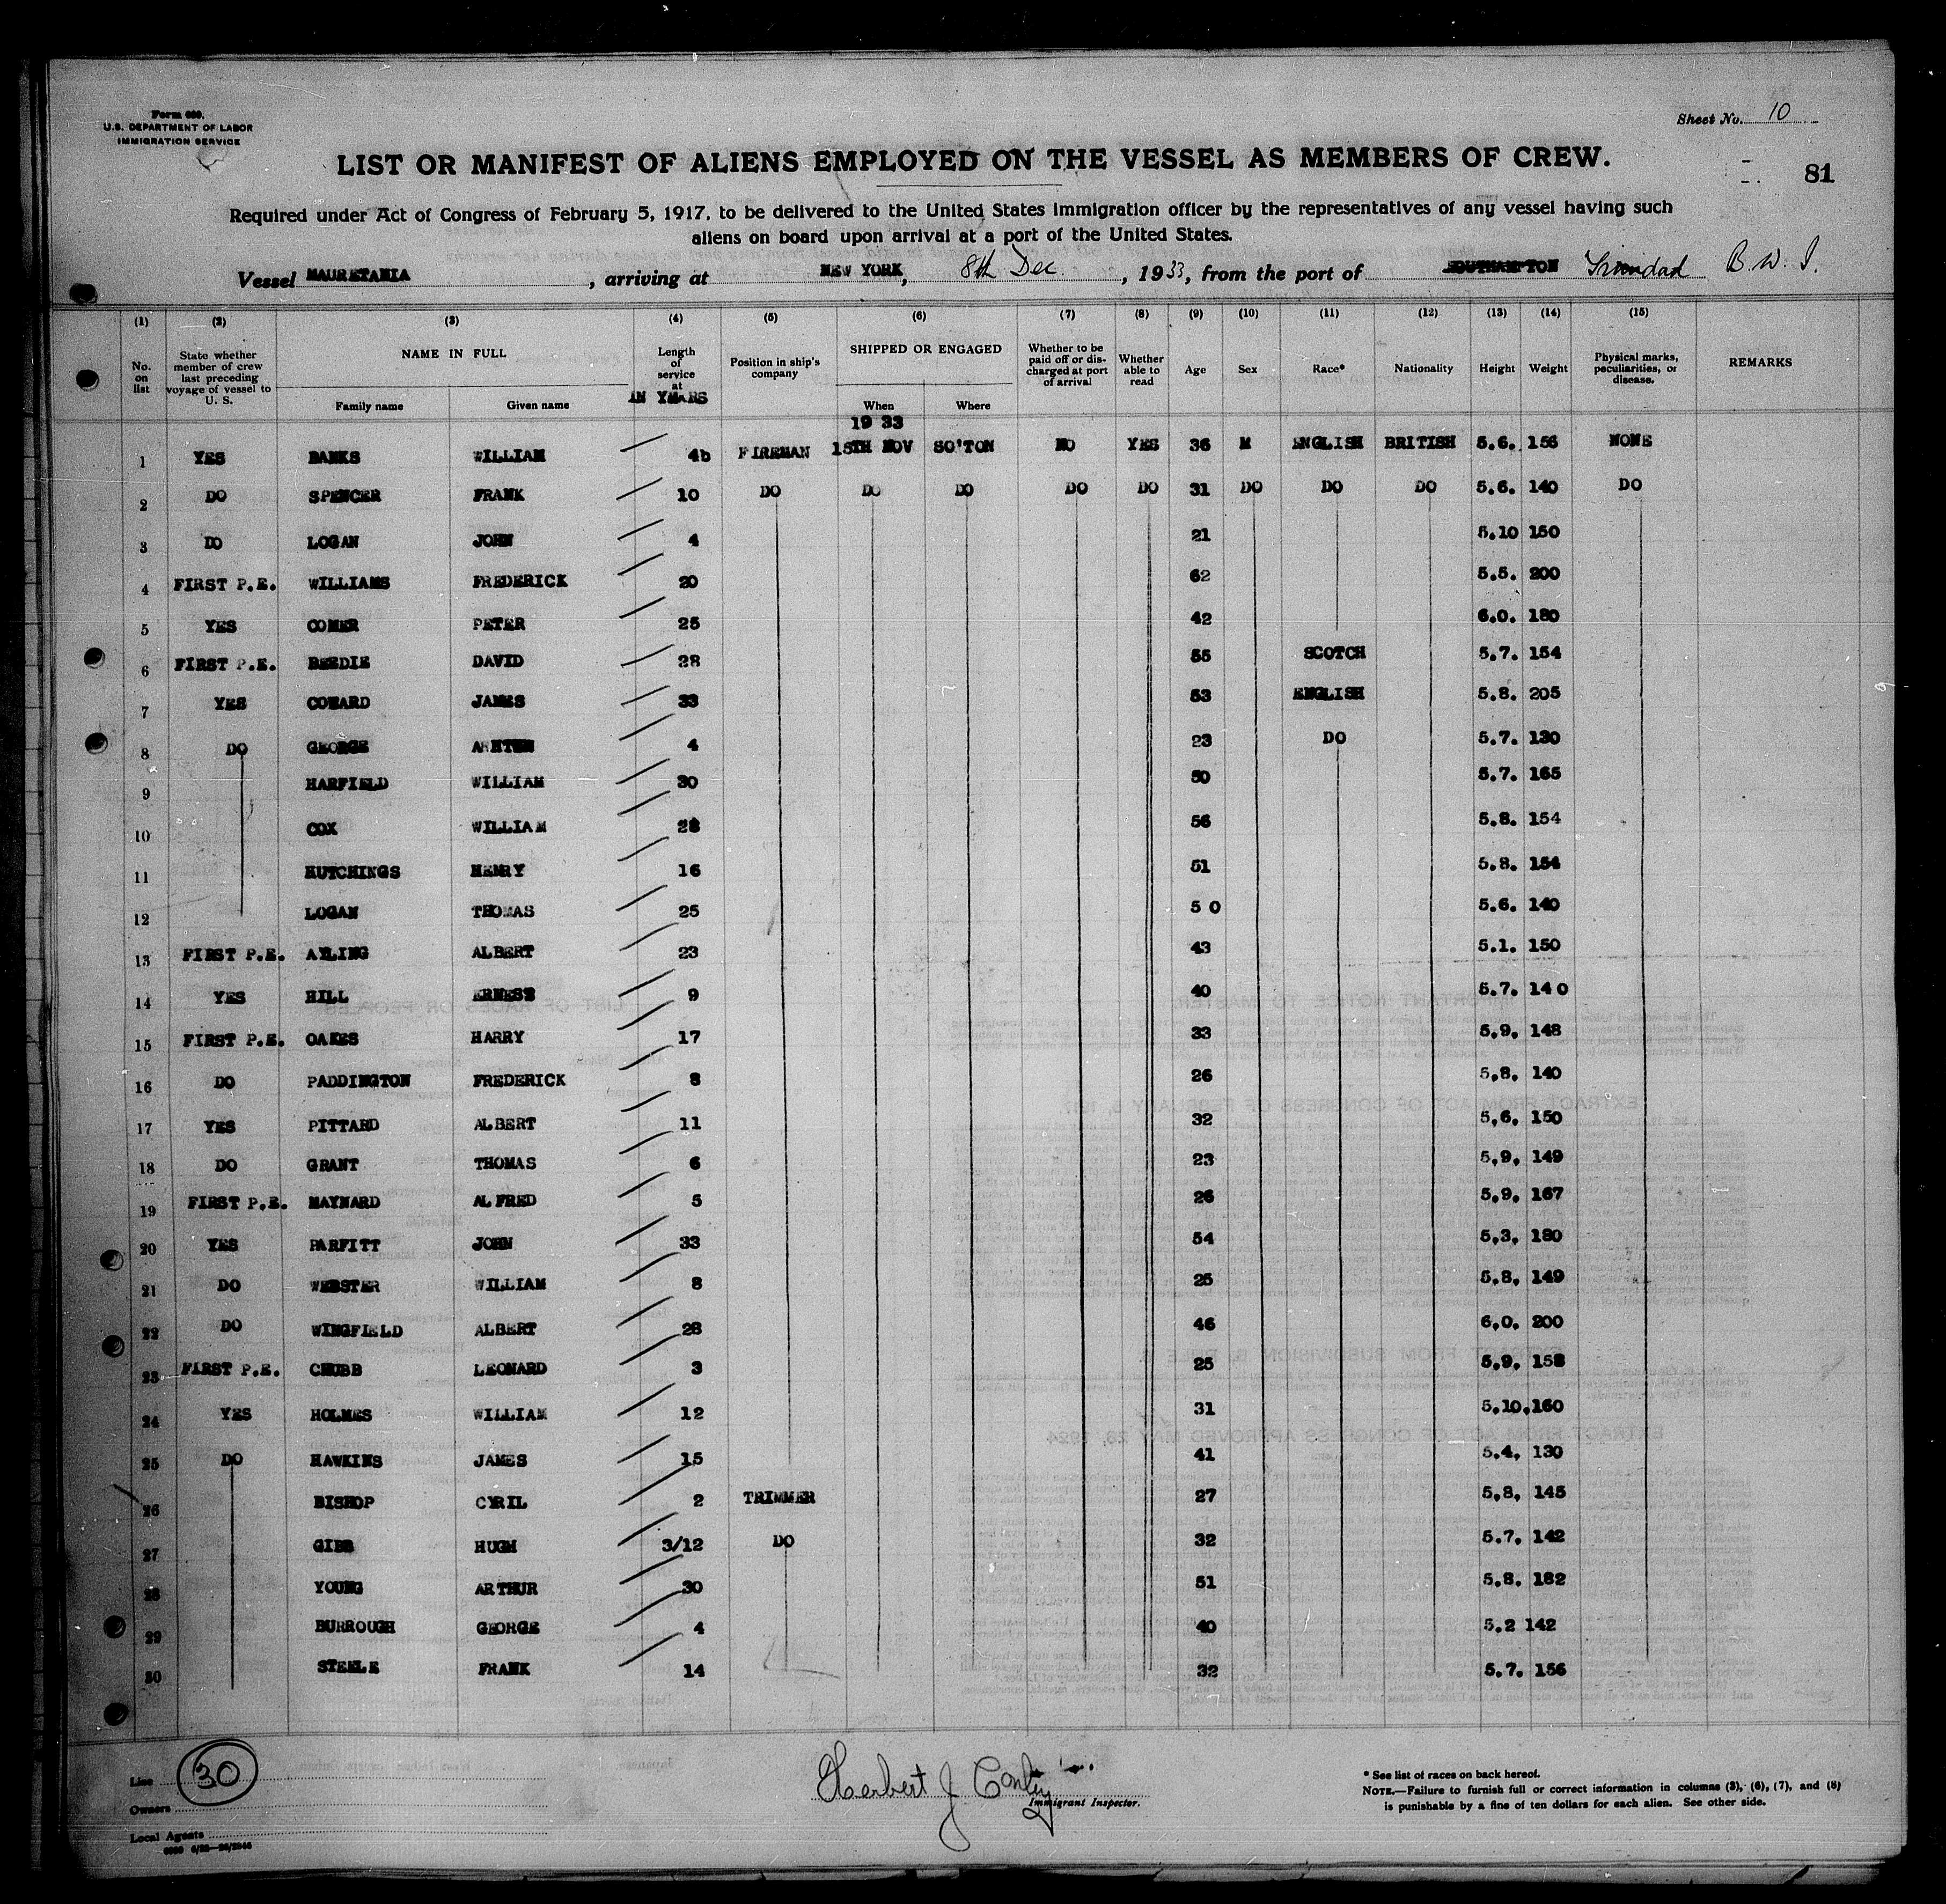 Form 689.
U.S. DEPARTMENT OF LABOR
IMMIGRATION SERVICE
Sheet No. 10
LIST OR MANIFEST OF ALIENS EMPLOYED ON THE VESSEL AS MEMBERS OF CREW.
81
Required under Act of Congress of February 5, 1917, to be delivered to the United States immigration officer by the representatives of any vessel having such
aliens on board upon arrival at a port of the United States.
Vessel MAURETANIA, arriving at NEW YORK, 8th Dec, 1933, from the port of SOUTHAMPTON Trinidad B.W.I.
(1) (2) (3) (4) (5) (6) (7) (8) (9) (10) (11) (12) (13) (14) (15)
No. on list State whether member of crew last preceding voyage of vessel to U. S. NAME IN FULL Family name Given name Length of service at IN YEARS Position in ship's company SHIPPED OR ENGAGED When Where Whether to be paid off or discharged at port of arrival Whether able to read Age Sex Race* Nationality Height Weight Physical marks, peculiarities, or disease. REMARKS
19 33
1 YES BANKS WILLIAM 4b FIREMAN 15TH NOV SO'TON NO YES 36 M ENGLISH BRITISH 5.6. 156 NONE
2 DO SPENCER FRANK 10 DO DO DO DO DO 31 DO DO DO 5.6. 140 DO
3 DO LOGAN JOHN 4 21 5.10 150
4 FIRST P.E. WILLIAMS FREDERICK 20 62 5.5. 200
5 YES COMER PETER 25 42 6.0. 180
6 FIRST P.E. BEEDIE DAVID 28 55 SCOTCH 5.7. 154
7 YES COWARD JAMES 33 53 ENGLISH 5.8. 205
8 DO GEORGE 4 23 DO 5.7. 130
9 HARFIELD WILLIAM 30 50 5.7. 165
10 COX WILLIAM 28 56 5.8. 154
11 HUTCHINGS HENRY 16 51 5.8. 154
12 LOGAN THOMAS 25 5 0 5.6. 140
13 FIRST P.E. AYLING ALBERT 23 43 5.1. 150
14 YES HILL ERNEST 9 40 5.7. 140
15 FIRST P.E. OAKES HARRY 17 33 5.9. 148
16 DO PADDINGTON FREDERICK 8 26 5,8. 140
17 YES PITTARD ALBERT 11 32 5,6, 150
18 DO GRANT THOMAS 6 23 5,9, 149
19 FIRST P.E. MAYNARD ALFRED 5 26 5,9, 167
20 YES PARFITT JOHN 33 54 5,3, 180
21 DO WEBSTER WILLIAM 8 25 5,8, 149
22 DO WINGFIELD ALBERT 28 46 6,0. 200
23 FIRST P.E. CHUBB LEONARD 3 25 5,9, 158
24 YES HOLMES WILLIAM 12 31 5,10,160
25 DO HAWKINS JAMES 15 41 5,4, 130
26 BISHOP CYRIL 2 TRIMMER 27 5,8, 145
27 GIBB HUGH 3/12 DO 32 5.7, 142
28 YOUNG ARTHUR 30 51 5.8. 182
29 BURROUGH GEORGE 4 40 5.2 142
30 STEELE FRANK 14 32 5.7. 156
Line 30
Owners
Local Agents
Herbert J Conley
Immigrant Inspector.
* See list of races on back hereof.
NOTE.—Failure to furnish full or correct information in columns (3), (6), (7), and (8)
is punishable by a fine of ten dollars for each alien. See other side.